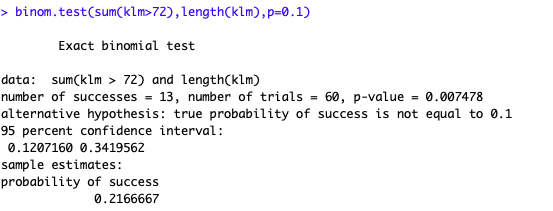 > binom.test(sum(klm>72),length(klm),p=0.1)
Exact binomial test
data:  sum(klm > 72) and length(klm)
number of successes = 13, number of trials = 60, p-value = 0.007478
alternative hypothesis: true probability of success is not equal to 0.1
95 percent confidence interval:
0.1207160 0.3419562
sample estimates:
probability of success
0.2166667